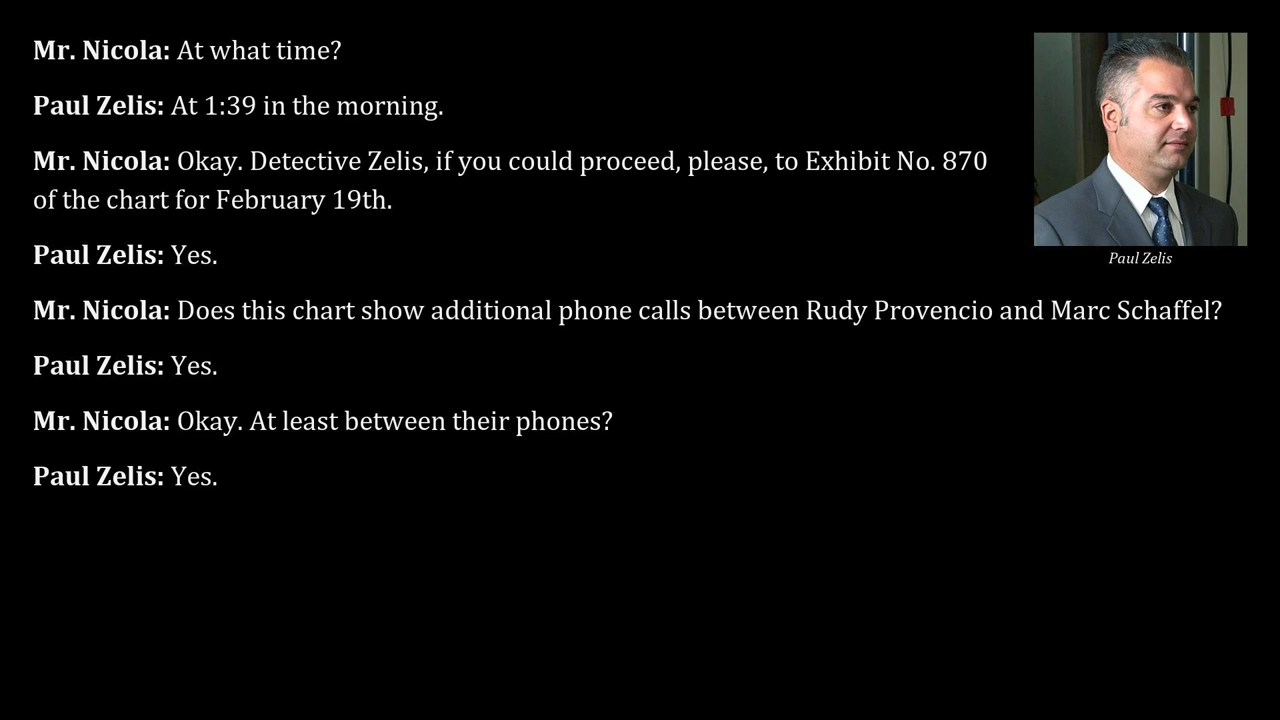 Mr. Nicola: At what time?
Paul Zelis: At 1:39 in the morning.
Mr. Nicola: Okay. Detective Zelis, if you could proceed, please, to Exhibit No. 870
of the chart for February 19th.
Paul Zelis: Yes.
Paul Zelis
Mr. Nicola: Does this chart show additional phone calls between Rudy Provencio and Marc Schaffel?
Paul Zelis: Yes.
Mr. Nicola: Okay. At least between their phones?
Paul Zelis: Yes.